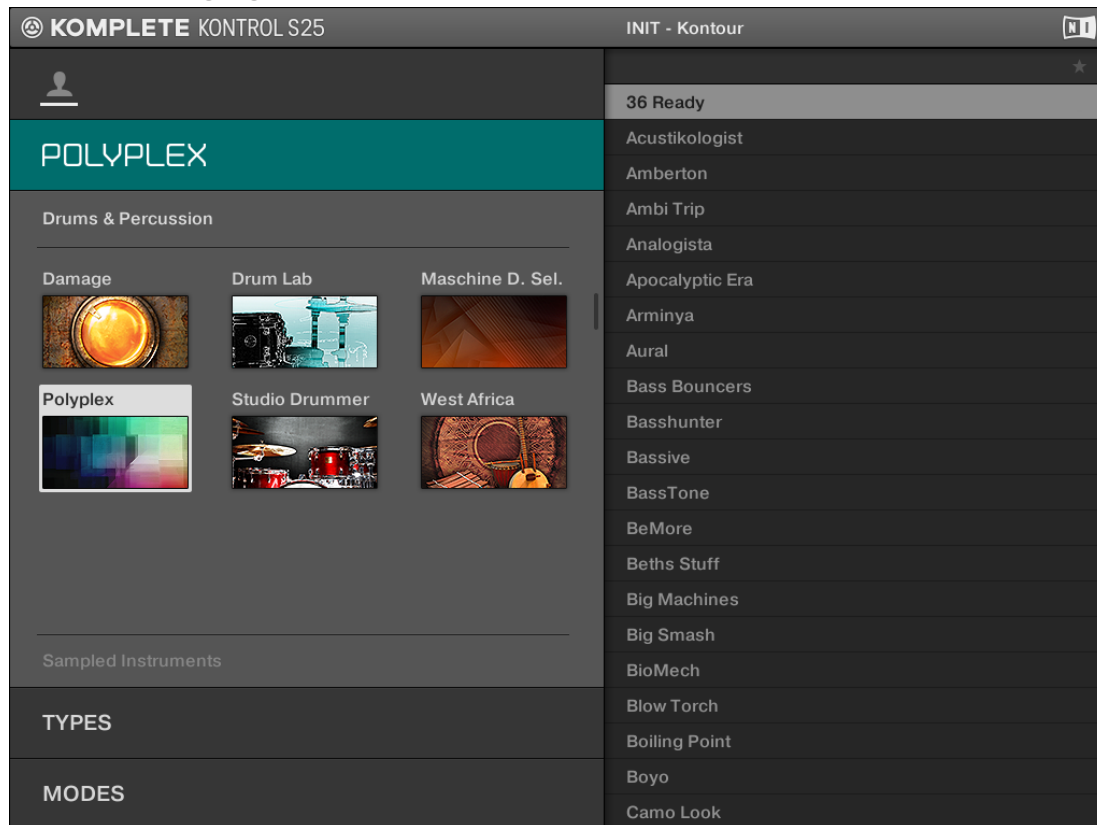 KOMPLETE KONTROL S25
INIT - Kontour
NI
POLYPLEX
Drums & Percussion
Damage
Drum Lab
Maschine D. Sel.
Polyplex
Studio Drummer
West Africa
Sampled Instruments
TYPES
MODES
36 Ready
Acustikologist
Amberton
Ambi Trip
Analogista
Apocalyptic Era
Arminya
Aural
Bass Bouncers
Basshunter
Bassive
BassTone
BeMore
Beths Stuff
Big Machines
Big Smash
BioMech
Blow Torch
Boiling Point
Boyo
Camo Look